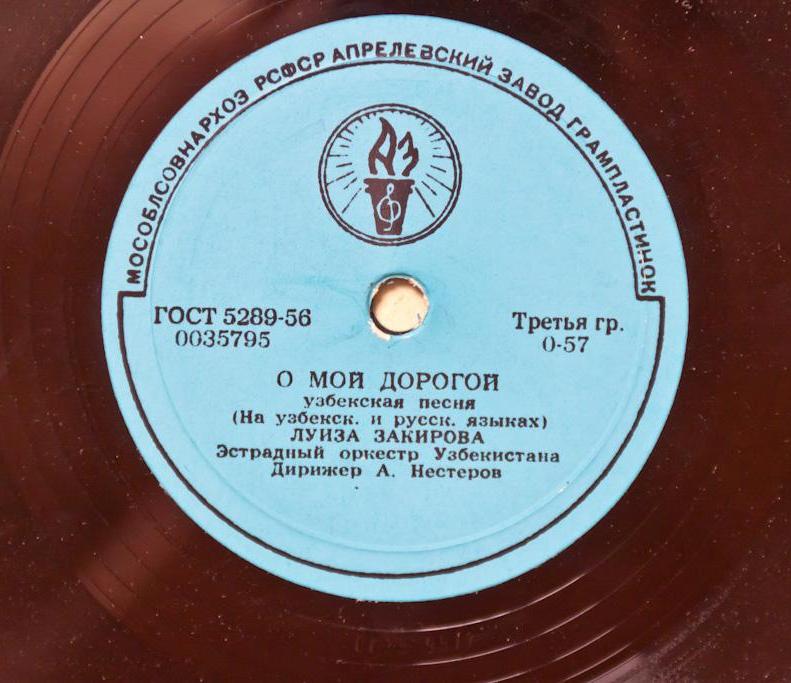 МОСОБЛСОВНАРХОЗ РСФСР АПРЕЛЕВСКИЙ ЗАВОД ГРАМПЛАСТИНОК
АЗ
ГОСТ 5289-56
0035795
Третья гр.
0-57
О МОЙ ДОРОГОЙ
узбекская песня
(На узбекск. и русск. языках)
ЛУИЗА ЗАКИРОВА
Эстрадный оркестр Узбекистана
Дирижер А. Нестеров